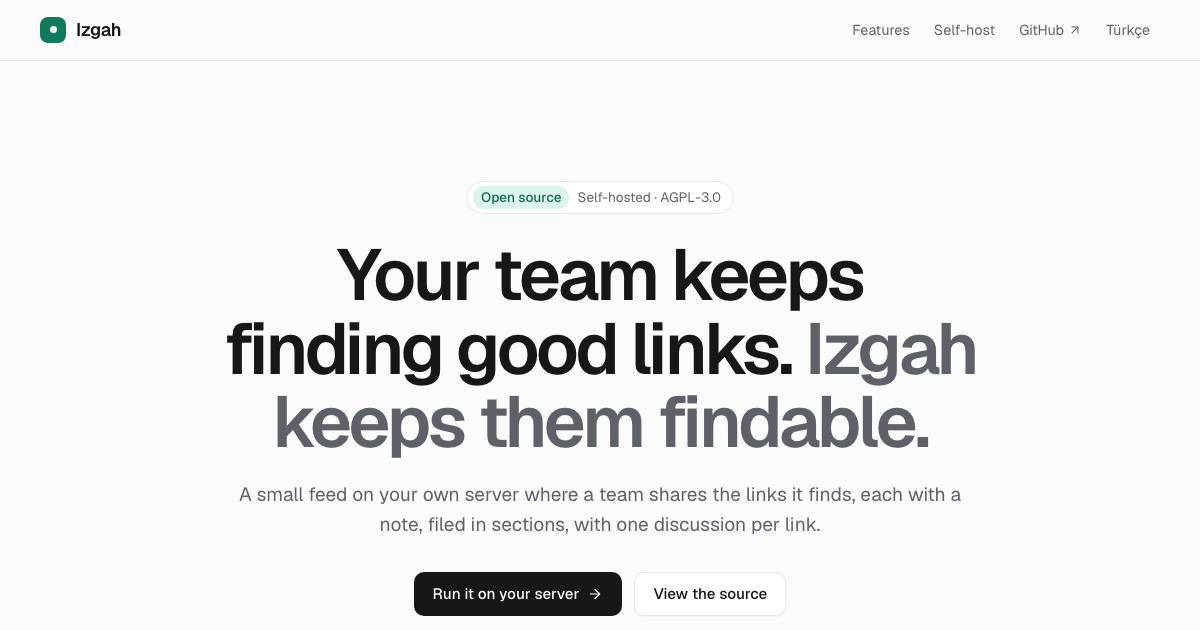 Izgah
Features
Self-host
GitHub ↗
Türkçe
Open source
Self-hosted · AGPL-3.0
Your team keeps
finding good links. Izgah
keeps them findable.
A small feed on your own server where a team shares the links it finds, each with a
note, filed in sections, with one discussion per link.
Run it on your server →
View the source